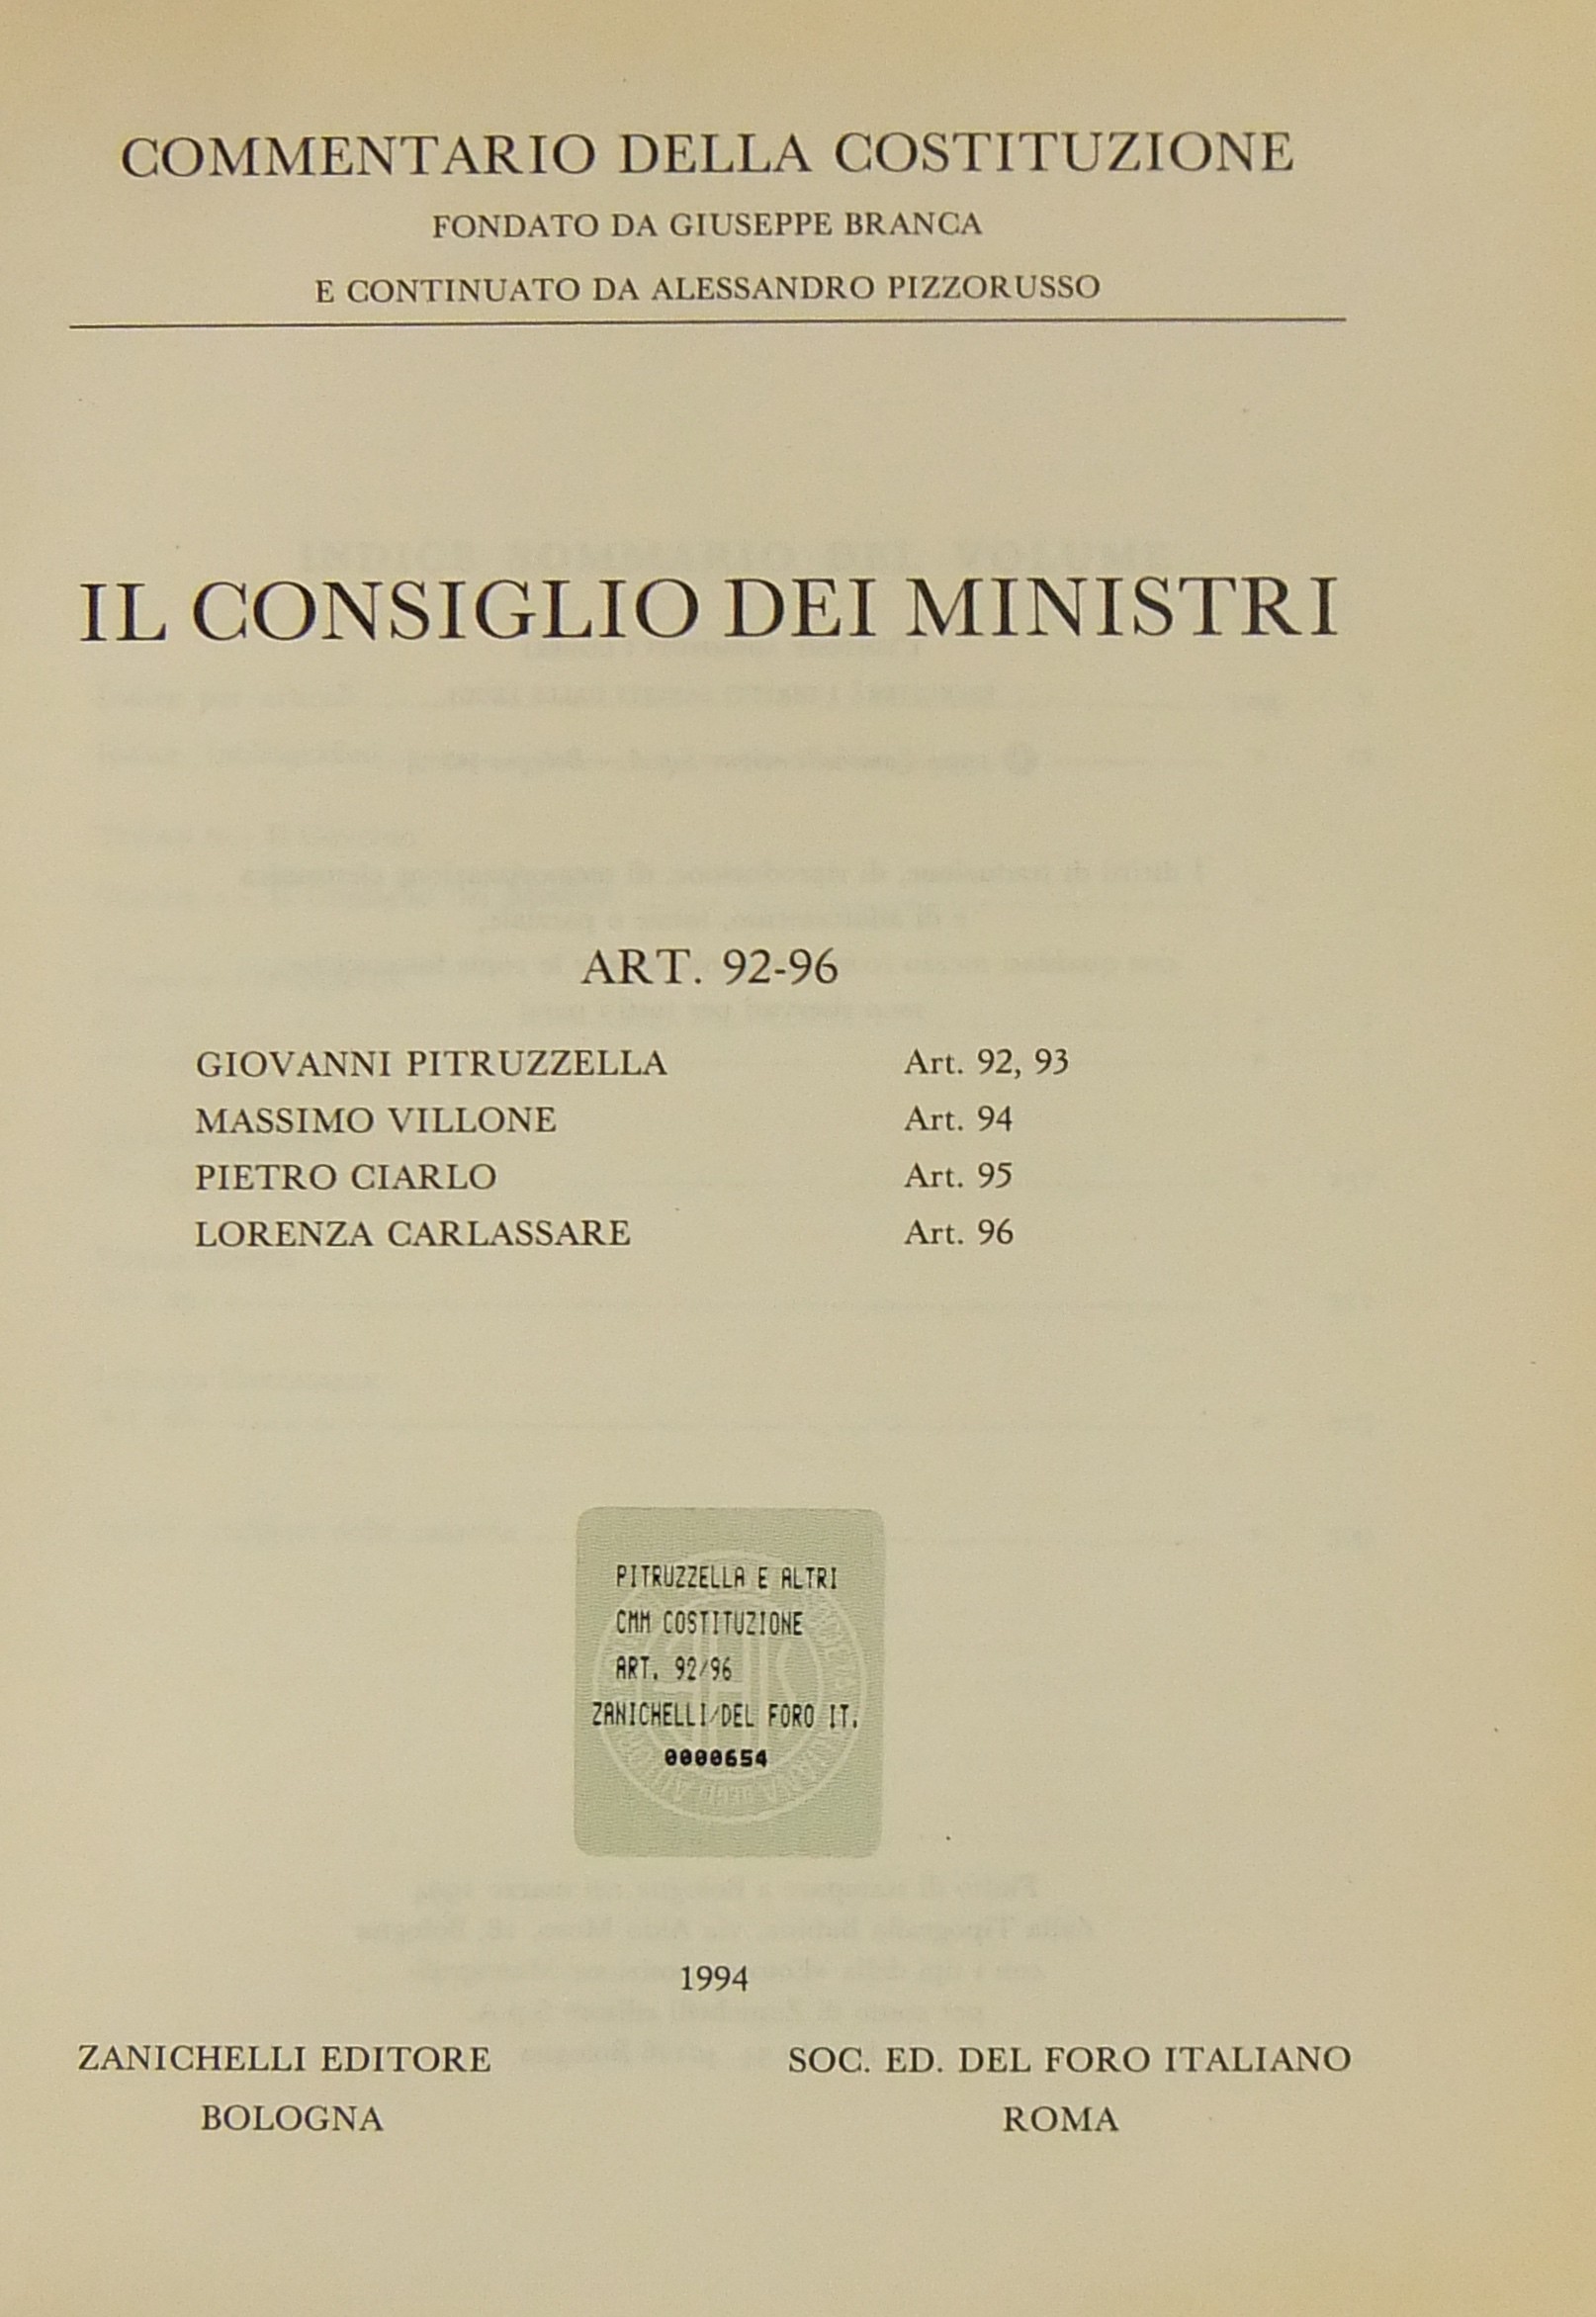 COMMENTARIO DELLA COSTITUZIONE
FONDATO DA GIUSEPPE BRANCA
E CONTINUATO DA ALESSANDRO PIZZORUSSO
IL CONSIGLIO DEI MINISTRI
ART. 92-96
GIOVANNI PITRUZZELLA Art. 92, 93
MASSIMO VILLONE Art. 94
PIETRO CIARLO Art. 95
LORENZA CARLASSARE Art. 96
PITRUZZELLA E ALTRI
CMM COSTITUZIONE
ART. 92/96
ZANICHELLI/DEL FORO IT.
0000654
1994
ZANICHELLI EDITORE SOC. ED. DEL FORO ITALIANO
BOLOGNA ROMA